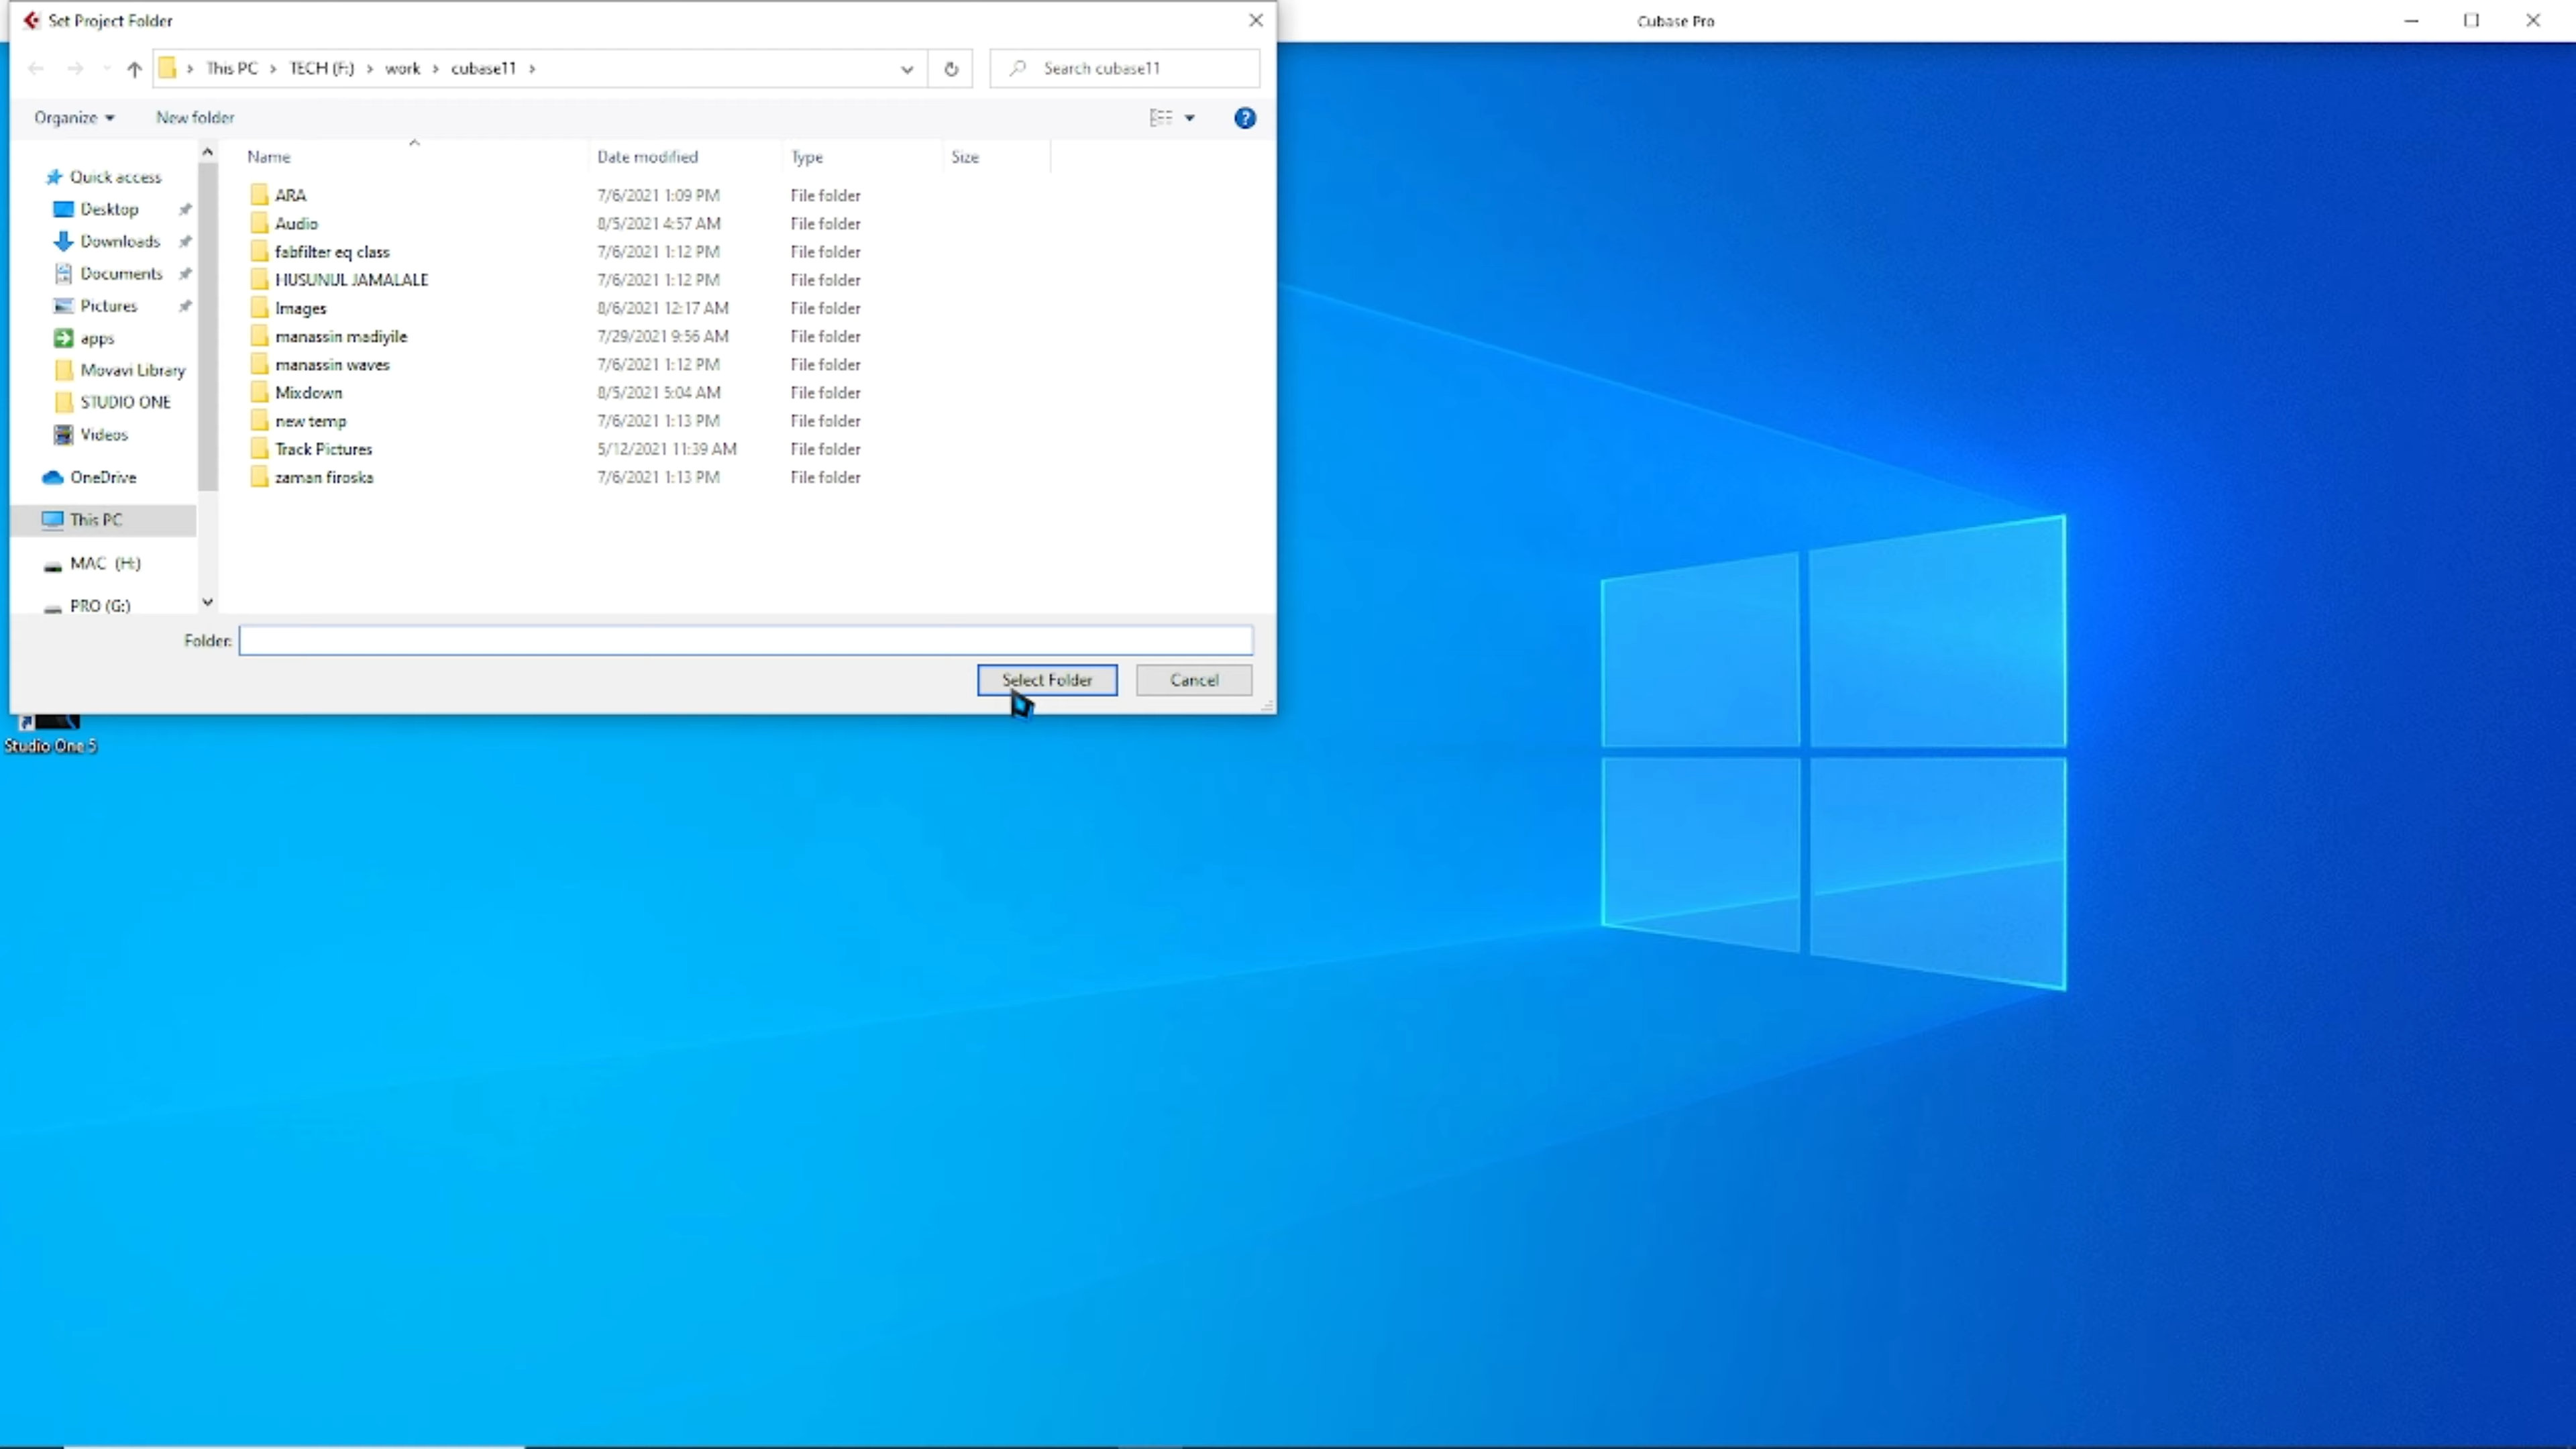 Set Project Folder
Cubase Pro
This PC > TECH (F:) > work > cubase11 >
Search cubase11
Organize
New folder
Name
Date modified
Type
Size
Quick access
Desktop
Downloads
Documents
Pictures
apps
Movavi Library
STUDIO ONE
Videos
OneDrive
This PC
MAC (H:)
PRO (G:)
ARA 7/6/2021 1:09 PM File folder
Audio 8/5/2021 4:57 AM File folder
fabfilter eq class 7/6/2021 1:12 PM File folder
HUSUNUL JAMALALE 7/6/2021 1:12 PM File folder
Images 8/6/2021 12:17 AM File folder
manassin madiyile 7/29/2021 9:56 AM File folder
manassin waves 7/6/2021 1:12 PM File folder
Mixdown 8/5/2021 5:04 AM File folder
new temp 7/6/2021 1:13 PM File folder
Track Pictures 5/12/2021 11:39 AM File folder
zaman firoska 7/6/2021 1:13 PM File folder
Folder:
Select Folder
Cancel
Studio One 5